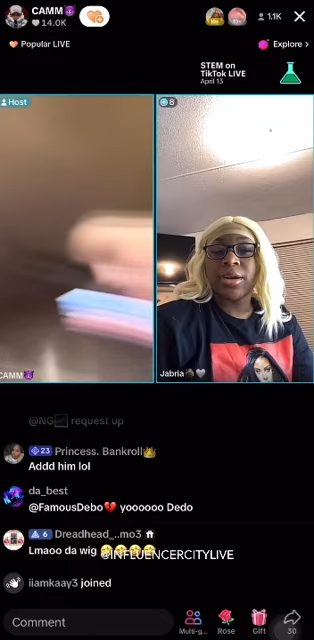 CAMM😈
14.0K
1.1K
Popular LIVE
Explore >
STEM on
TikTok LIVE
April 13
Host
8
CAMM😈
Jabria
@NG request up
23 Princess. Bankroll👑
Addd him lol
da_best
@FamousDebo💔 yoooooo Dedo
6 Dreadhead_..mo3
Lmaoo da wig
@INFLUENCERCITYLIVE
iiamkaay3 joined
Comment
Multi-g...
Rose
Gift
30